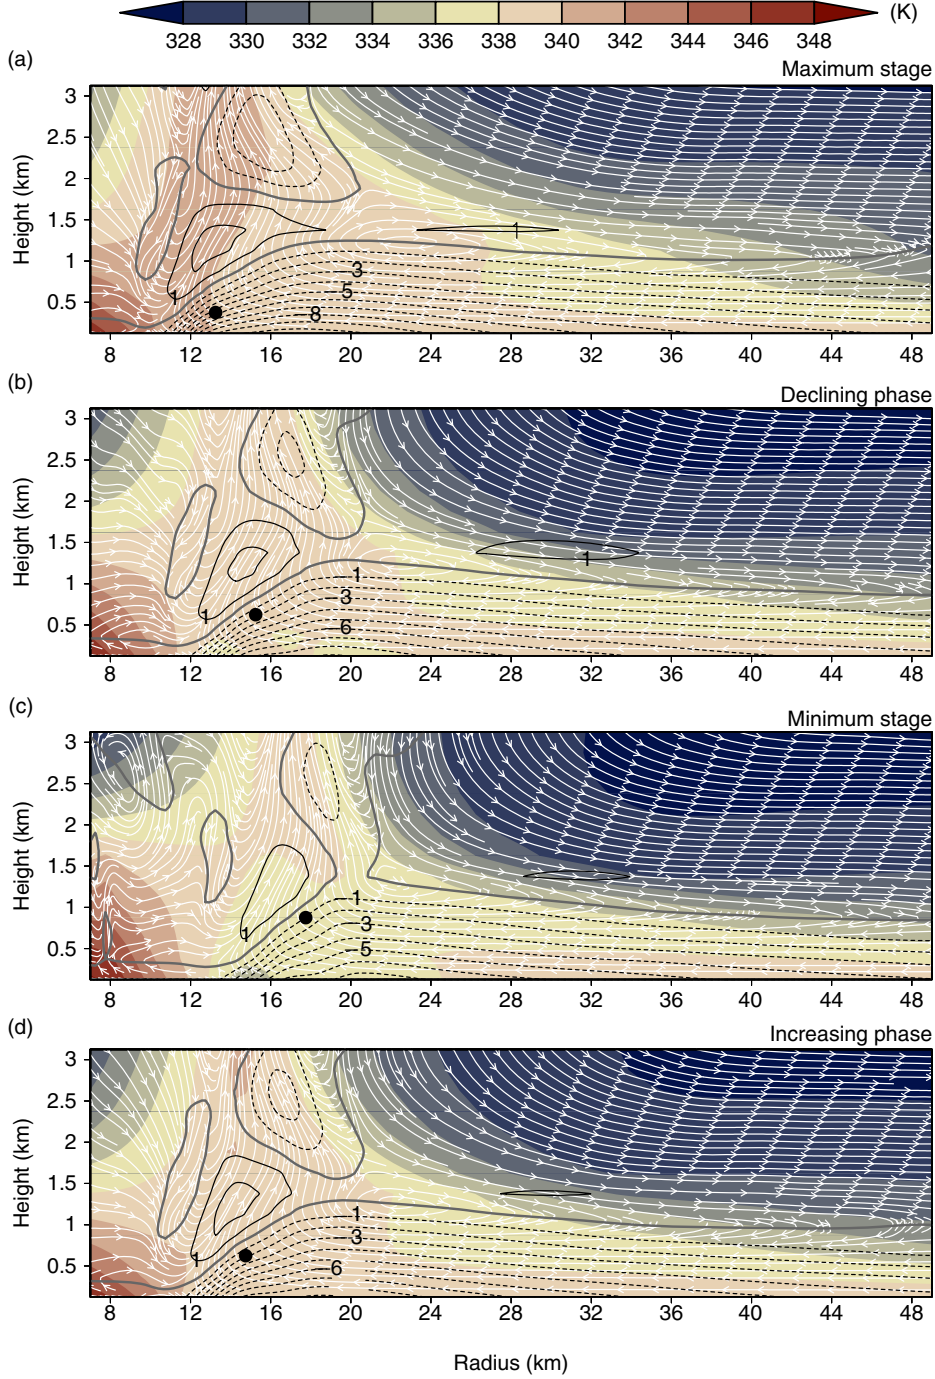 (K)
328 330 332 334 336 338 340 342 344 346 348
(a)
Maximum stage
3
2.5
2
1.5
1
0.5
Height (km)
1
1
3
5
8
8 12 16 20 24 28 32 36 40 44 48
(b)
Declining phase
3
2.5
2
1.5
1
0.5
Height (km)
1
1
1
3
6
8 12 16 20 24 28 32 36 40 44 48
(c)
Minimum stage
3
2.5
2
1.5
1
0.5
Height (km)
1
1
3
5
8 12 16 20 24 28 32 36 40 44 48
(d)
Increasing phase
3
2.5
2
1.5
1
0.5
Height (km)
1
1
3
6
8 12 16 20 24 28 32 36 40 44 48
Radius (km)